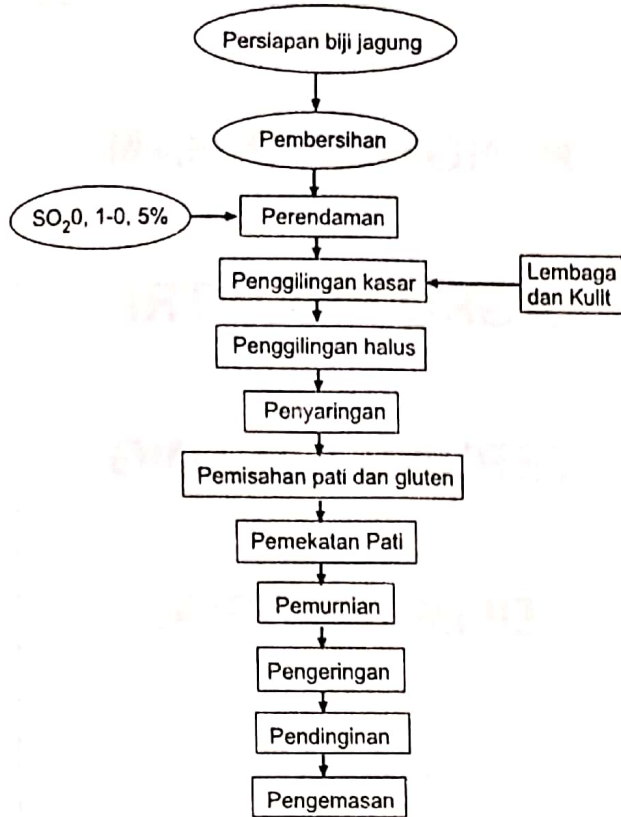 Persiapan biji jagung
Pembersihan
SO₂0, 1-0, 5%
Perendaman
Penggilingan kasar
Lembaga
dan Kullt
Penggilingan halus
Penyaringan
Pemisahan pati dan gluten
Pemekatan Pati
Pemurnian
Pengeringan
Pendinginan
Pengemasan